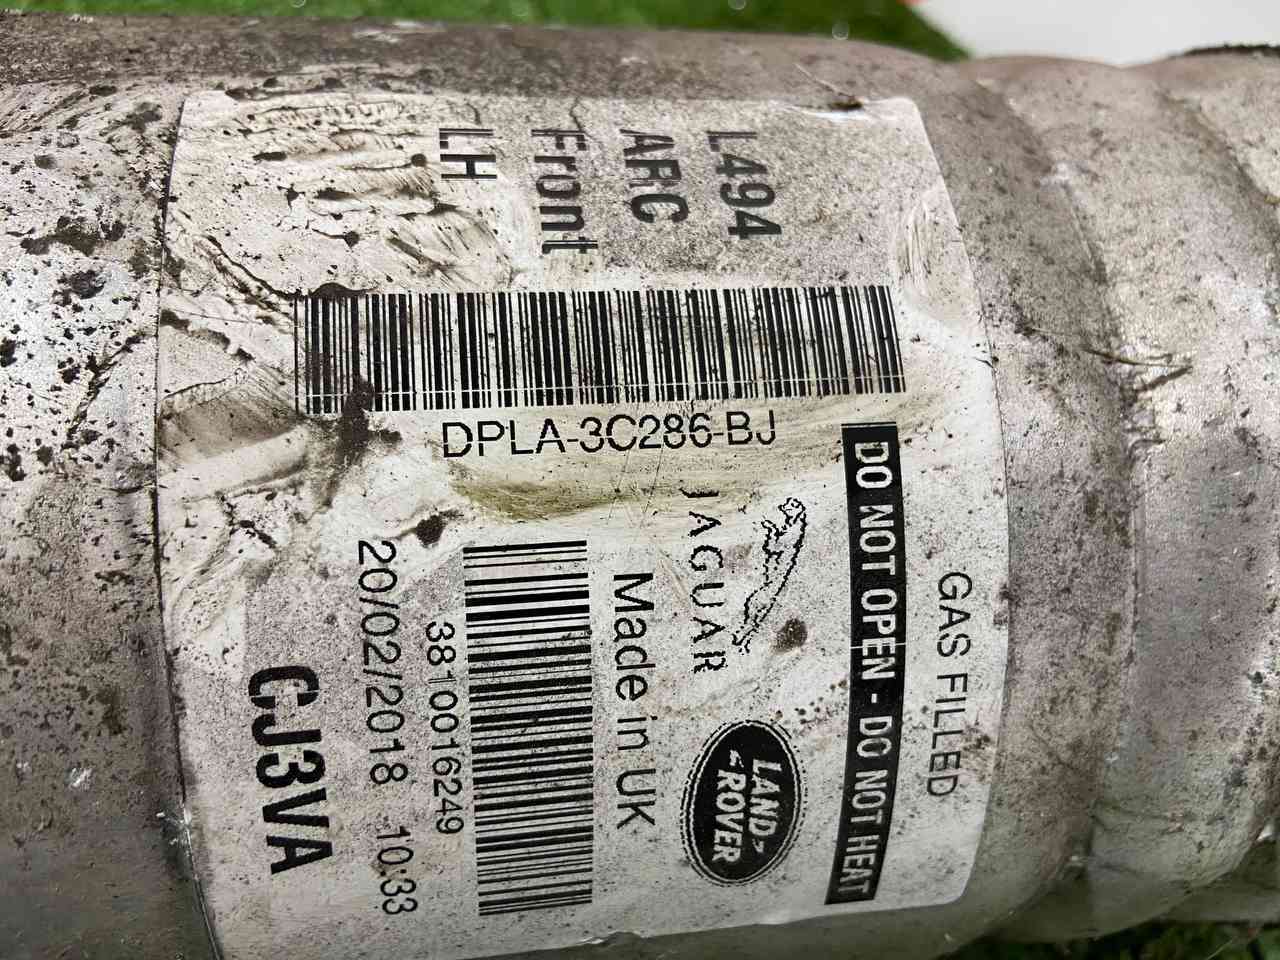 L494
ARC
Front
LH
DPLA-3C286-BJ
GAS FILLED
DO NOT OPEN - DO NOT HEAT
JAGUAR
LAND-
-ROVER
Made in UK
3810016249
20/02/2018 10:33
CJ3VA